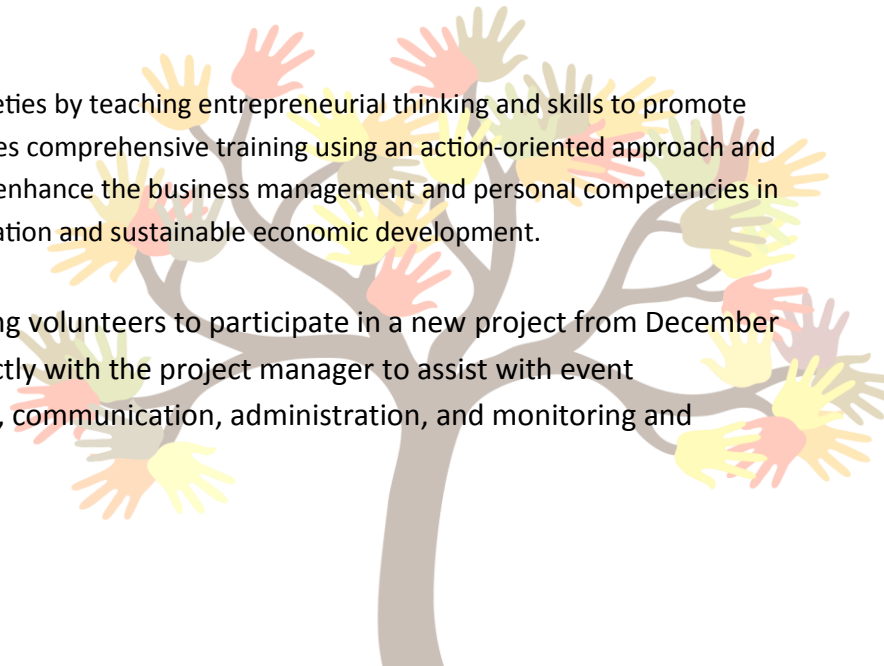 eties by teaching entrepreneurial thinking and skills to promote
es comprehensive training using an action-oriented approach and
enhance the business management and personal competencies in
ation and sustainable economic development.
ng volunteers to participate in a new project from December
ctly with the project manager to assist with event
, communication, administration, and monitoring and